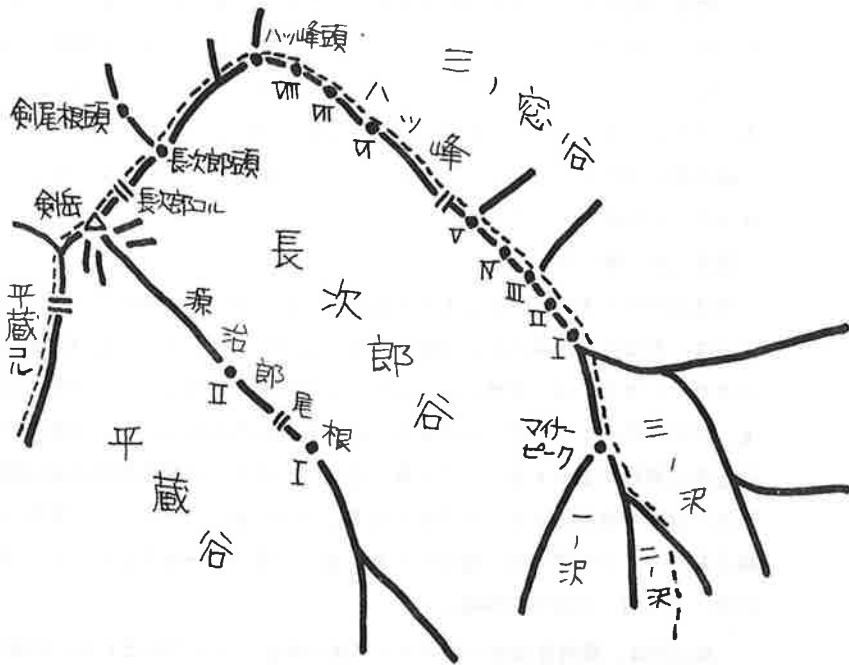 八ッ峰頭
Ⅷ
Ⅶ
Ⅵ
八ッ峰
三ノ窓谷
剣尾根頭
長次郎頭
長次郎コル
剣岳
平蔵コル
長次郎谷
Ⅴ
Ⅳ
Ⅲ
Ⅱ
Ⅰ
源治郎尾根
Ⅱ
Ⅰ
平蔵谷
マイナー
ピーク
一ノ沢
二ノ沢
三ノ沢